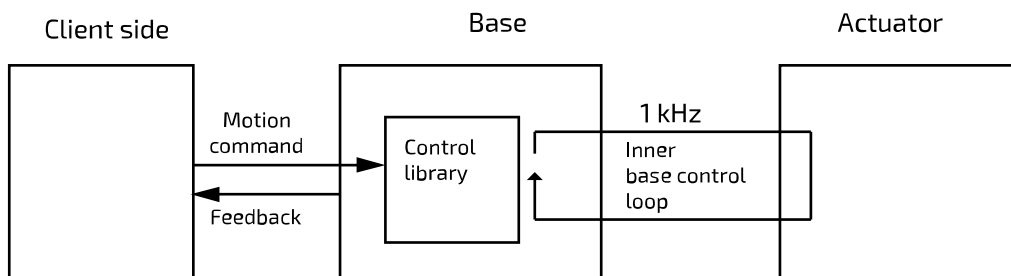 Client side
Base
Actuator
Motion
command
Feedback
Control
library
1 kHz
Inner
base control
loop